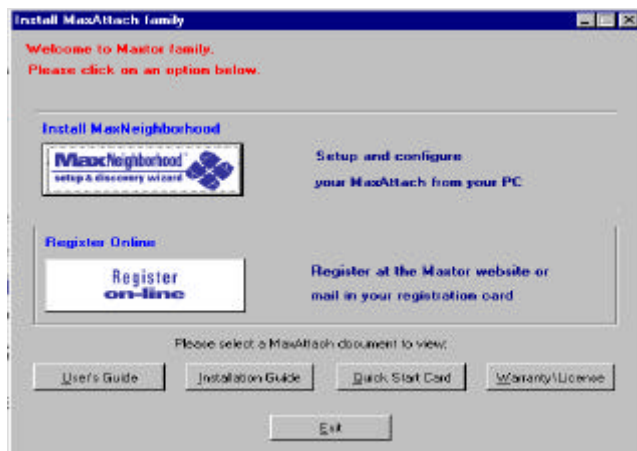 Install MaxAttach family
Welcome to Maxtor family.
Please click on an option below.
Install MaxNeighborhood
MaxNeighborhood
setup & discovery wizard
Setup and configure
your MaxAttach from your PC
Register Online
Register
on-line
Register at the Maxtor website or
mail in your registration card
Please select a MaxAttach document to view:
User's Guide
Installation Guide
Quick Start Card
Warranty\License
Exit